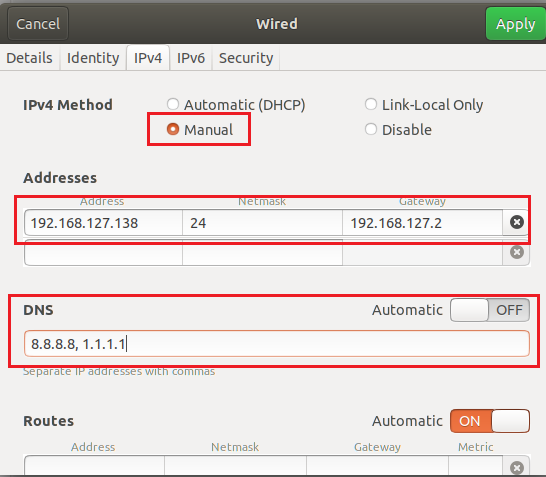 Cancel Wired Apply
Details Identity IPv4 IPv6 Security
IPv4 Method Automatic (DHCP) Link-Local Only
Manual Disable
Addresses
Address Netmask Gateway
192.168.127.138 24 192.168.127.2
DNS Automatic OFF
8.8.8.8, 1.1.1.1
Separate IP addresses with commas
Routes Automatic ON
Address Netmask Gateway Metric